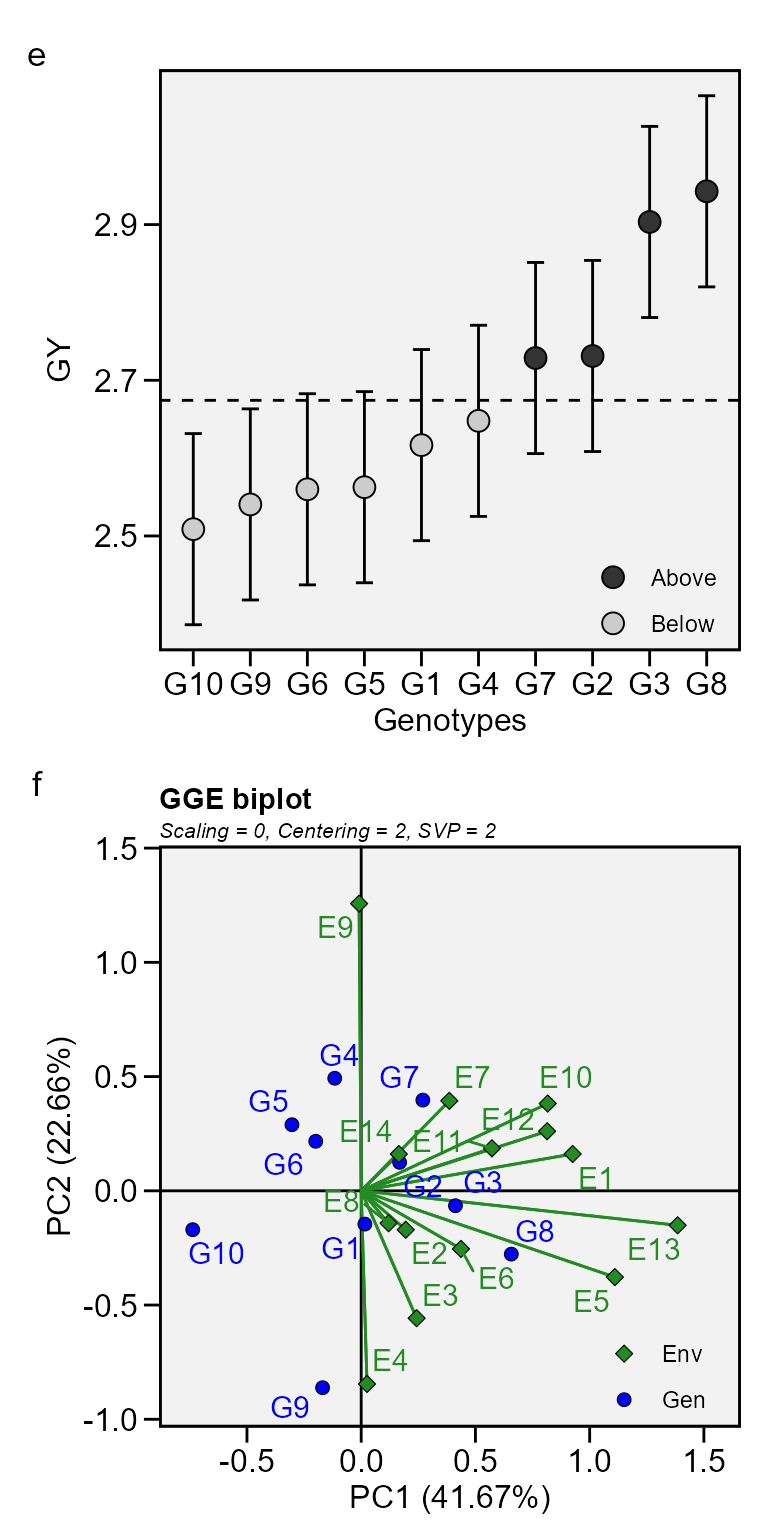 e
2.9
2.7
2.5
GY
Above
Below
G10 G9 G6 G5 G1 G4 G7 G2 G3 G8
Genotypes
f
GGE biplot
Scaling = 0, Centering = 2, SVP = 2
1.5
1.0
0.5
0.0
-0.5
-1.0
PC2 (22.66%)
E9
G4
G7
E7
E10
G5
E14
E11
E12
G6
G2
G3
E1
E8
G10
G1
E2
G8
E13
E6
E3
E5
E4
G9
Env
Gen
-0.5 0.0 0.5 1.0 1.5
PC1 (41.67%)